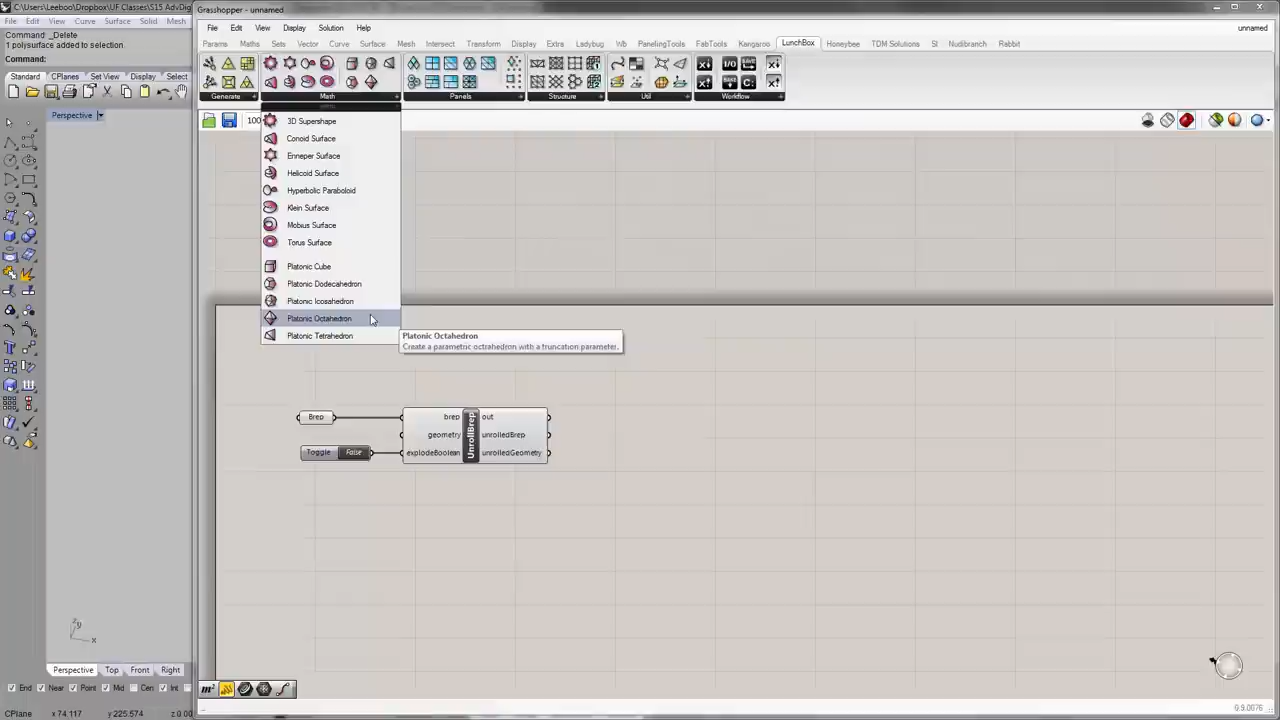 C:\Users\Leeboo\Dropbox\UF Classes\S15 AdvDigi
File Edit View Curve Surface Solid Mesh
Command _Delete
1 polysurface added to selection.
Command:
Standard CPlanes Set View Display Select
Perspective
Grasshopper - unnamed
File Edit View Display Solution Help
unnamed
Params Maths Sets Vector Curve Surface Mesh Intersect Transform Display Extra Ladybug Wb PanelingTools FabTools Kangaroo LunchBox Honeybee TDM Solutions SI Nudibranch Rabbit
Generate Math Panels Structure Util Workflow
100
3D Supershape
Conoid Surface
Enneper Surface
Helicoid Surface
Hyperbolic Paraboloid
Klein Surface
Mobius Surface
Torus Surface
Platonic Cube
Platonic Dodecahedron
Platonic Icosahedron
Platonic Octahedron
Platonic Tetrahedron
Platonic Octahedron
Create a parametric octrahedron with a truncation parameter.
Brep
Toggle False
brep
geometry
explodeBoolean
UnrollBrep
out
unrolledBrep
unrolledGeometry
z y
x
Perspective Top Front Right
End Near Point Mid Cen Int
CPlane x 74.117 y 225.574 z 0.00
0.9.0076